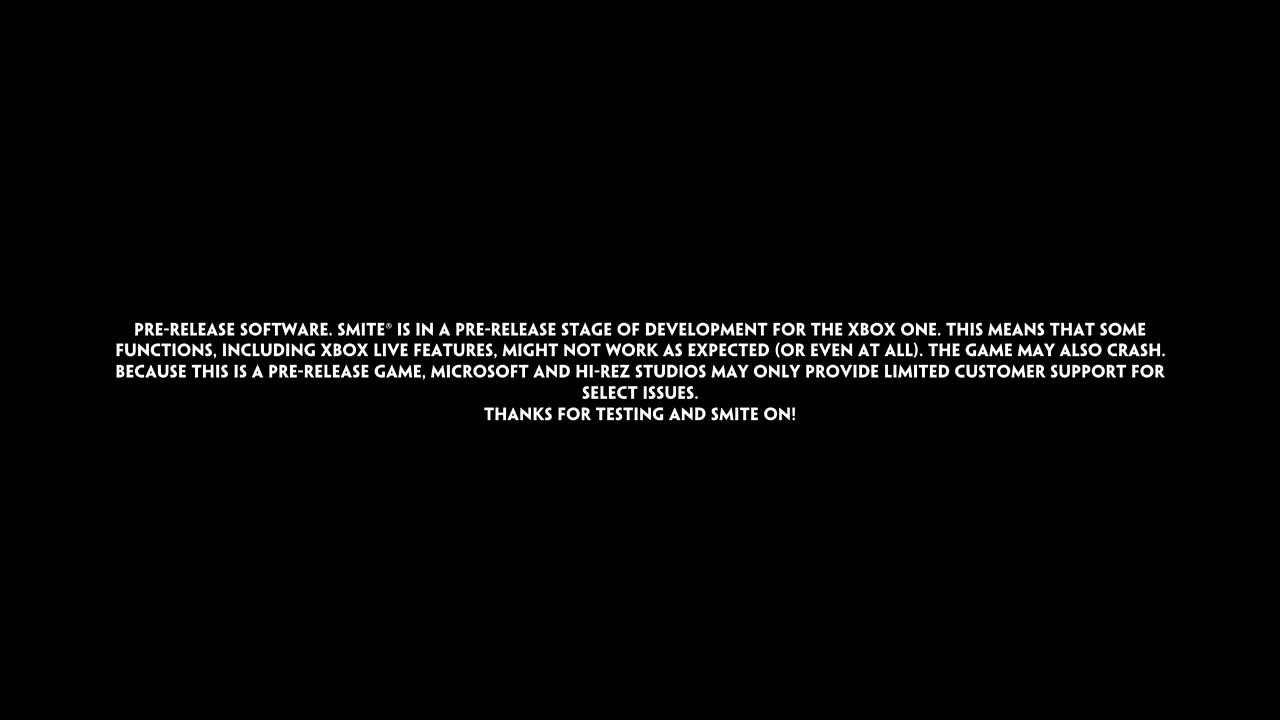 PRE-RELEASE SOFTWARE. SMITE® IS IN A PRE-RELEASE STAGE OF DEVELOPMENT FOR THE XBOX ONE. THIS MEANS THAT SOME
FUNCTIONS, INCLUDING XBOX LIVE FEATURES, MIGHT NOT WORK AS EXPECTED (OR EVEN AT ALL). THE GAME MAY ALSO CRASH.
BECAUSE THIS IS A PRE-RELEASE GAME, MICROSOFT AND HI-REZ STUDIOS MAY ONLY PROVIDE LIMITED CUSTOMER SUPPORT FOR
SELECT ISSUES.
THANKS FOR TESTING AND SMITE ON!